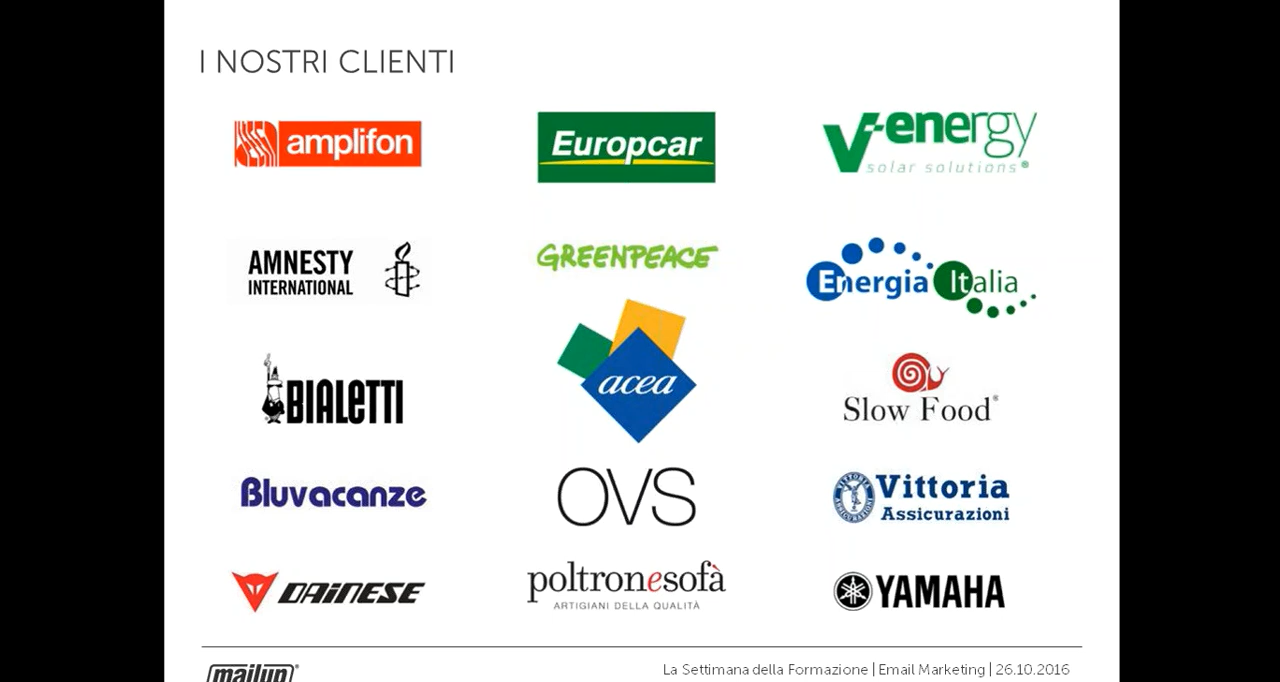 I NOSTRI CLIENTI
amplifon
Europcar
V-energy
solar solutions®
AMNESTY
INTERNATIONAL
GREENPEACE
Energia Italia
BIALETTI
acea
Slow Food®
Bluvacanze
OVS
Vittoria
Assicurazioni
DAINESE
poltronesofà
ARTIGIANI DELLA QUALITÀ
YAMAHA
mailup®
La Settimana della Formazione | Email Marketing | 26.10.2016